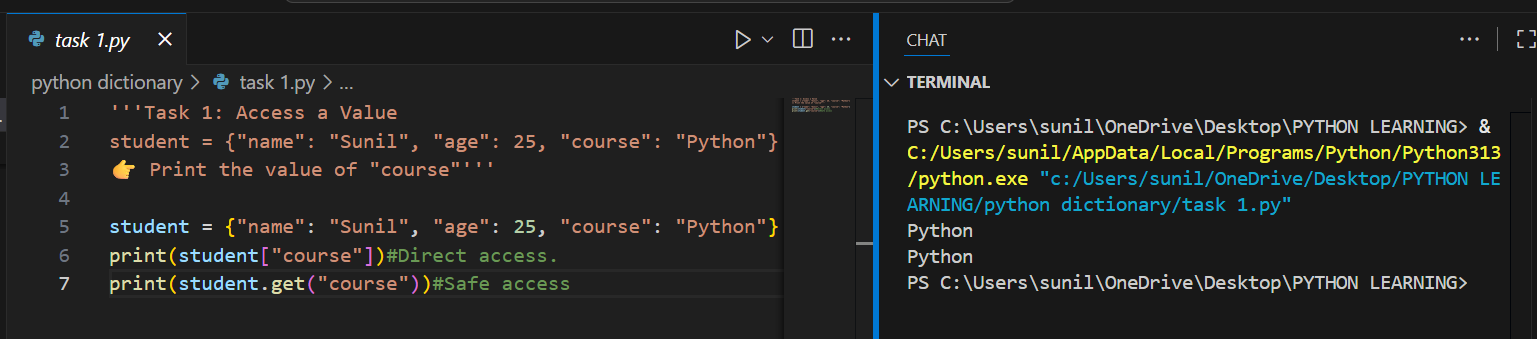 task 1.py
python dictionary > task 1.py > ...
1 '''Task 1: Access a Value
2 student = {"name": "Sunil", "age": 25, "course": "Python"}
3 👉 Print the value of "course"'''
4
5 student = {"name": "Sunil", "age": 25, "course": "Python"}
6 print(student["course"])#Direct access.
7 print(student.get("course"))#Safe access
CHAT
TERMINAL
PS C:\Users\sunil\OneDrive\Desktop\PYTHON LEARNING> &
C:/Users/sunil/AppData/Local/Programs/Python/Python313
/python.exe "c:/Users/sunil/OneDrive/Desktop/PYTHON LE
ARNING/python dictionary/task 1.py"
Python
Python
PS C:\Users\sunil\OneDrive\Desktop\PYTHON LEARNING>